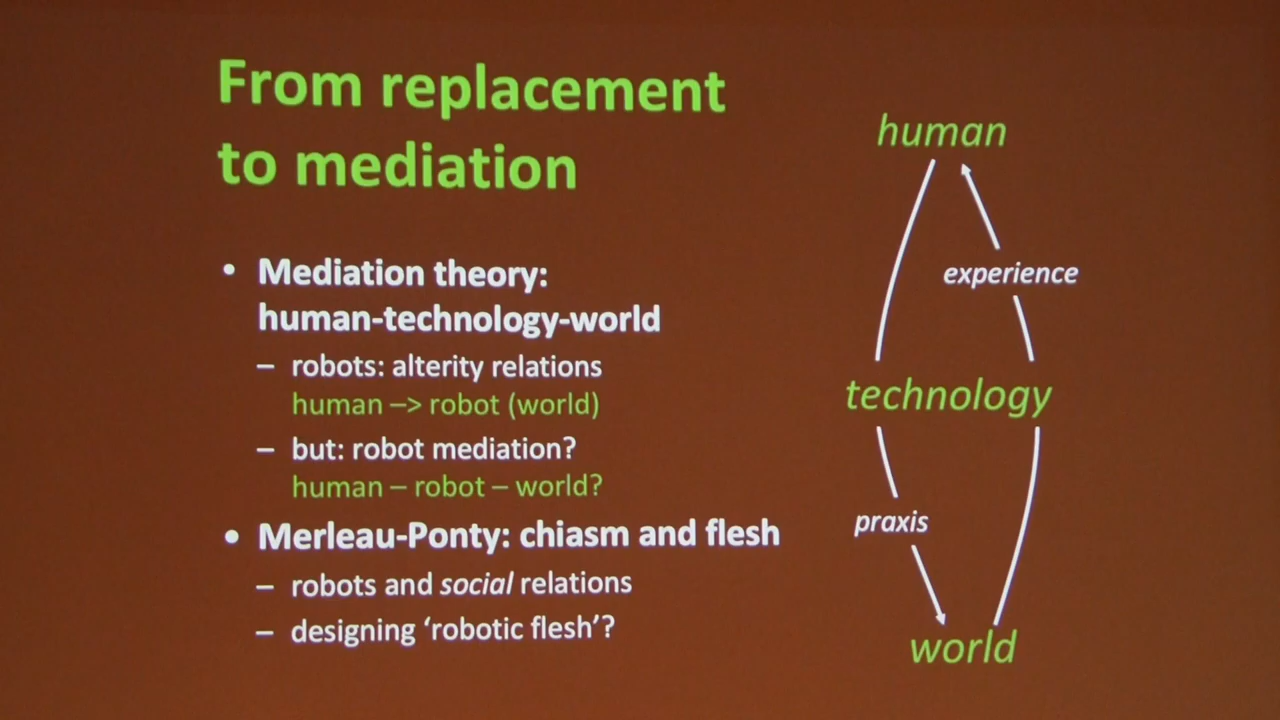 From replacement
to mediation
• Mediation theory:
human-technology-world
– robots: alterity relations
human –> robot (world)
– but: robot mediation?
human – robot – world?
• Merleau-Ponty: chiasm and flesh
– robots and social relations
– designing ‘robotic flesh’?
human
experience
technology
praxis
world